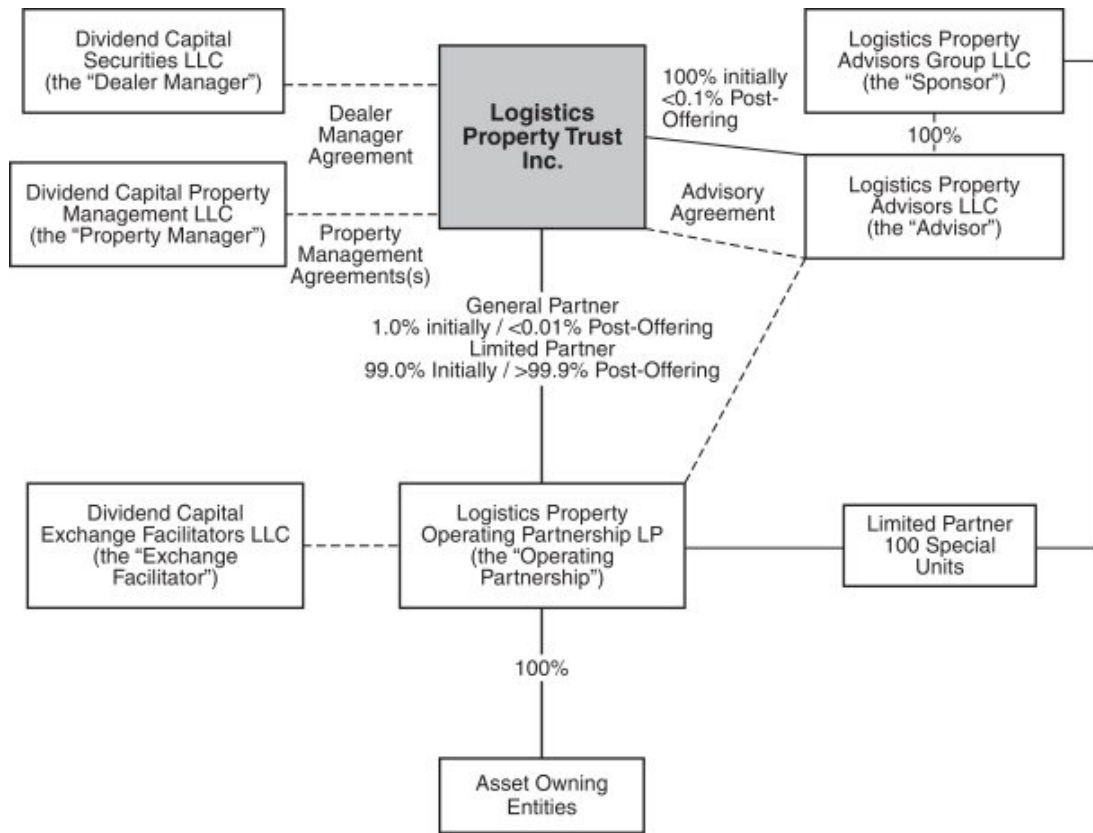 Dividend Capital
Securities LLC
(the “Dealer Manager”)
Dealer
Manager
Agreement
Logistics
Property Trust
Inc.
100% initially
<0.1% Post-
Offering
Logistics Property
Advisors Group LLC
(the “Sponsor”)
100%
Dividend Capital Property
Management LLC
(the “Property Manager”)
Property
Management
Agreements(s)
Advisory
Agreement
Logistics Property
Advisors LLC
(the “Advisor”)
General Partner
1.0% initially / <0.01% Post-Offering
Limited Partner
99.0% Initially / >99.9% Post-Offering
Dividend Capital
Exchange Facilitators LLC
(the “Exchange
Facilitator”)
Logistics Property
Operating Partnership LP
(the “Operating
Partnership”)
Limited Partner
100 Special
Units
100%
Asset Owning
Entities